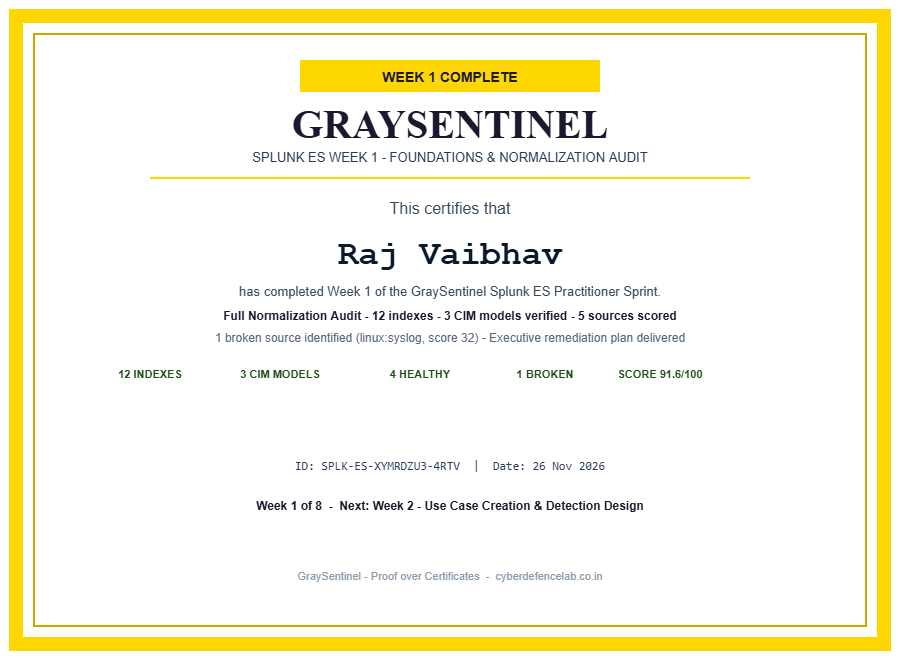 WEEK 1 COMPLETE
GRAYSENTINEL
SPLUNK ES WEEK 1 - FOUNDATIONS & NORMALIZATION AUDIT
This certifies that
Raj Vaibhav
has completed Week 1 of the GraySentinel Splunk ES Practitioner Sprint.
Full Normalization Audit - 12 indexes - 3 CIM models verified - 5 sources scored
1 broken source identified (linux:syslog, score 32) - Executive remediation plan delivered
12 INDEXES 3 CIM MODELS 4 HEALTHY 1 BROKEN SCORE 91.6/100
ID: SPLK-ES-XYMRDZU3-4RTV | Date: 26 Nov 2026
Week 1 of 8 - Next: Week 2 - Use Case Creation & Detection Design
GraySentinel - Proof over Certificates - cyberdefencelab.co.in